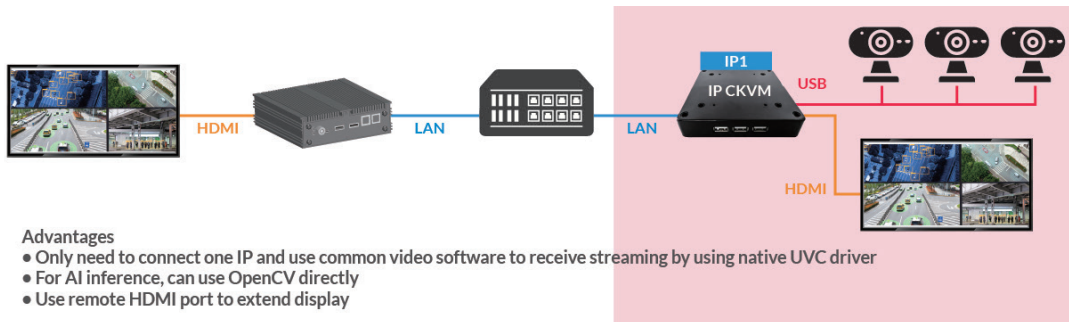 IP1
IP CKVM
USB
HDMI
LAN
LAN
HDMI
Advantages
• Only need to connect one IP and use common video software to receive streaming by using native UVC driver
• For AI inference, can use OpenCV directly
• Use remote HDMI port to extend display